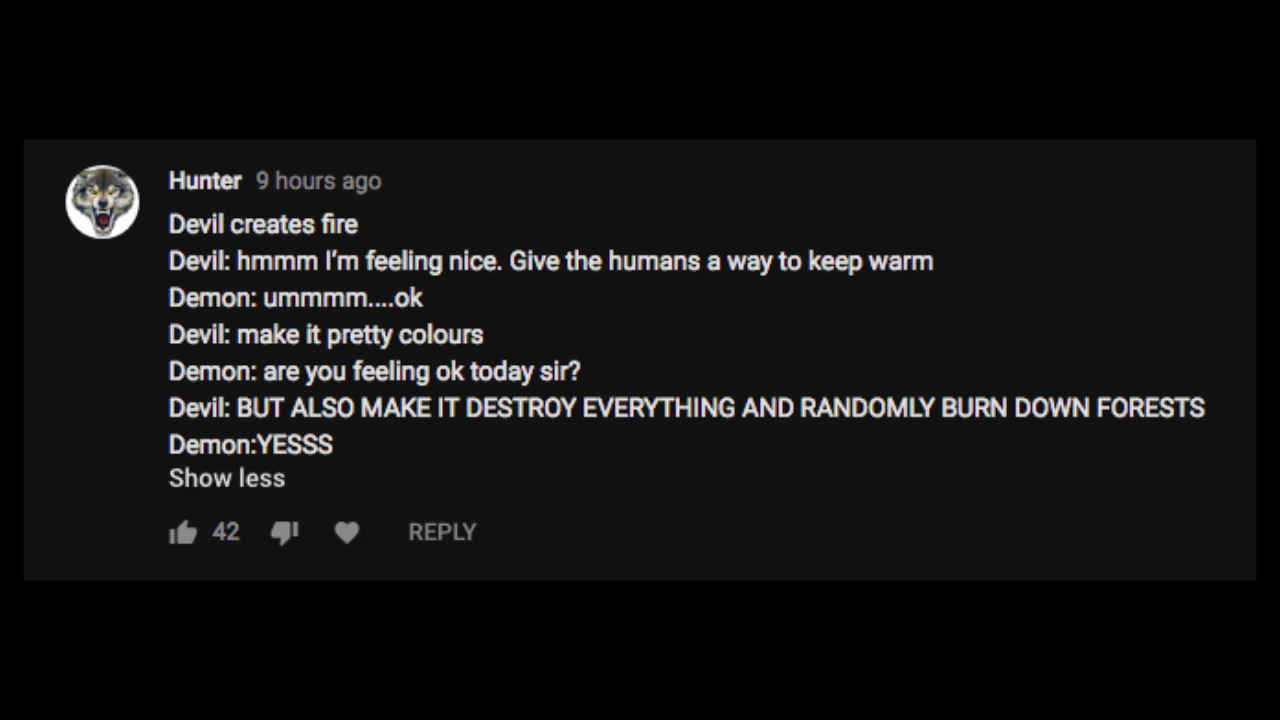 Hunter 9 hours ago
Devil creates fire
Devil: hmmm I'm feeling nice. Give the humans a way to keep warm
Demon: ummmm....ok
Devil: make it pretty colours
Demon: are you feeling ok today sir?
Devil: BUT ALSO MAKE IT DESTROY EVERYTHING AND RANDOMLY BURN DOWN FORESTS
Demon:YESSS
Show less
42 REPLY